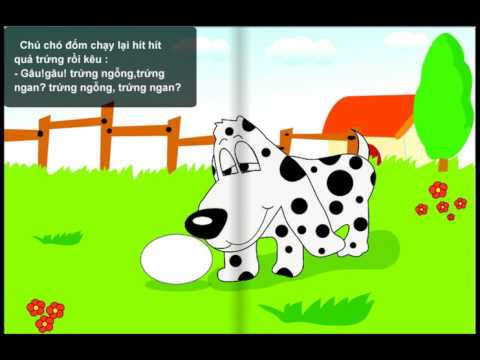 Chú chó đốm chạy lại hít hít
quả trứng rồi kêu :
- Gâu!gâu! trứng ngỗng,trứng
ngan? trứng ngỗng, trứng ngan?